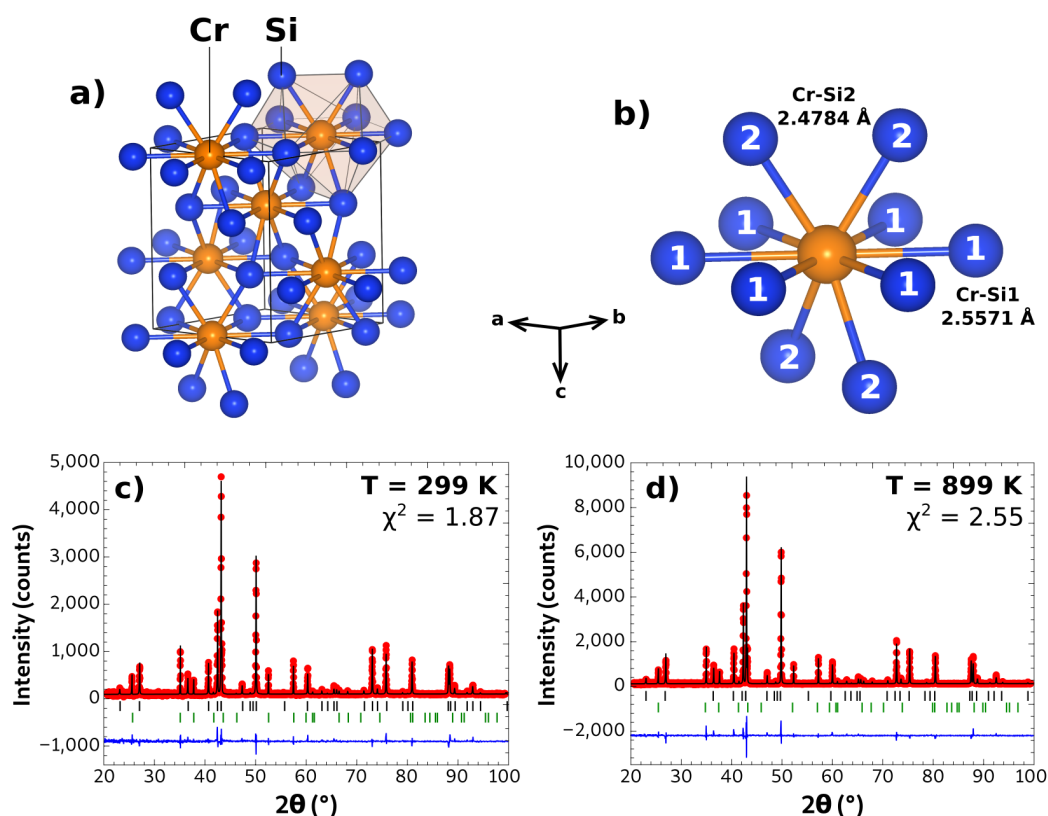 Cr Si
a)
b)
Cr-Si2
2.4784 Å
2 2
1 1
1 1
1 1
Cr-Si1
2.5571 Å
2 2
a b
c
c)
T = 299 K
χ² = 1.87
Intensity (counts)
5,000
4,000
3,000
2,000
1,000
0
−1,000
20 30 40 50 60 70 80 90 100
2θ (°)
d)
T = 899 K
χ² = 2.55
Intensity (counts)
10,000
8,000
6,000
4,000
2,000
0
−2,000
20 30 40 50 60 70 80 90 100
2θ (°)